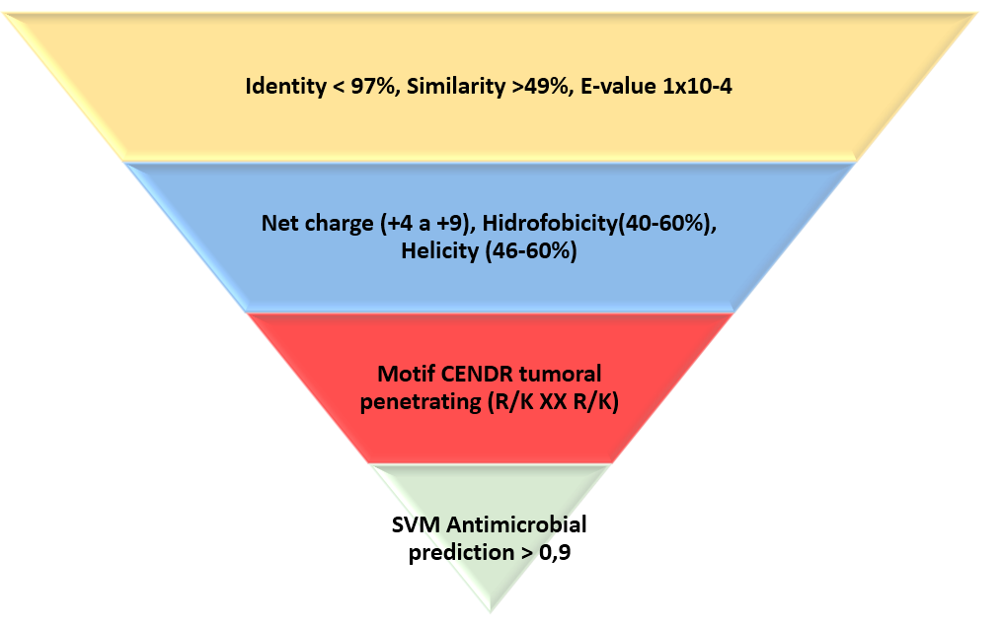 Identity < 97%, Similarity >49%, E-value 1x10-4
Net charge (+4 a +9), Hidrofobicity(40-60%),
Helicity (46-60%)
Motif CENDR tumoral
penetrating (R/K XX R/K)
SVM Antimicrobial
prediction > 0,9